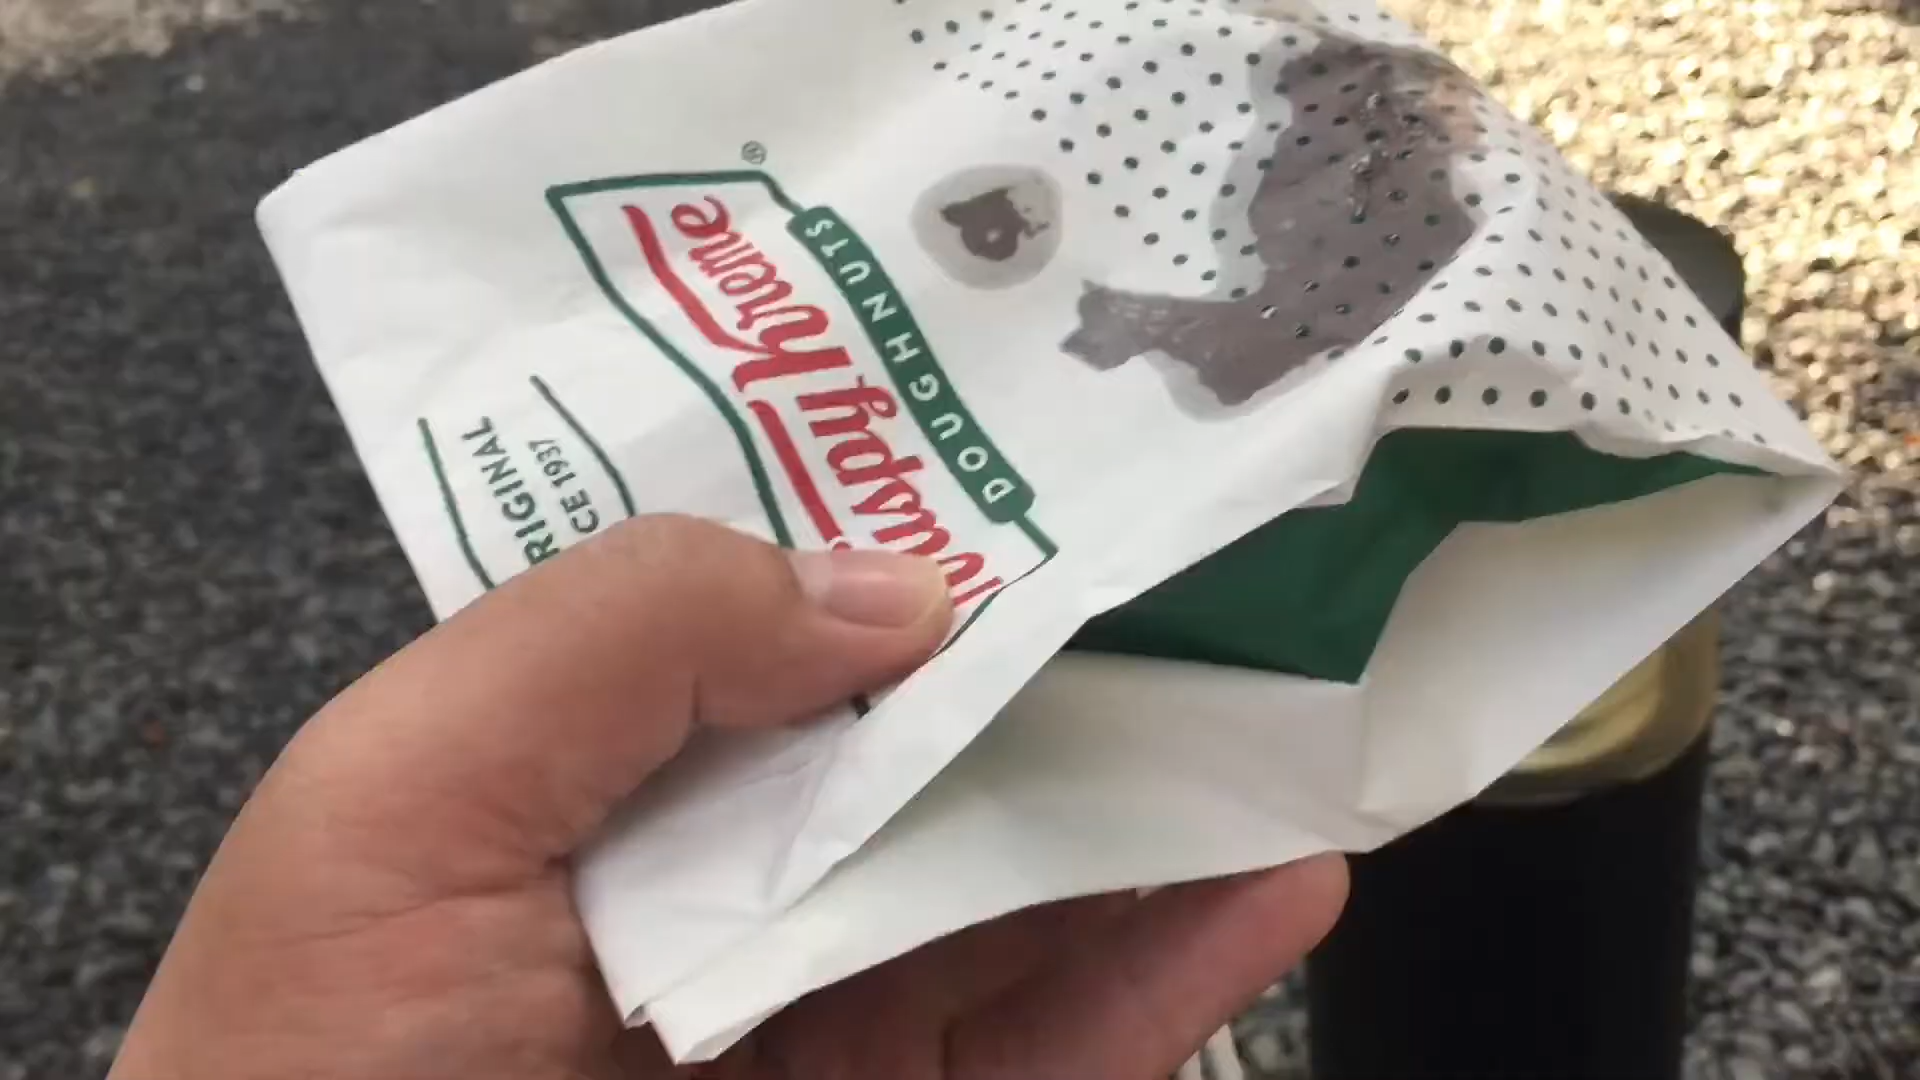 Krispy Kreme
®
DOUGHNUTS
RIGINAL
CE 1937